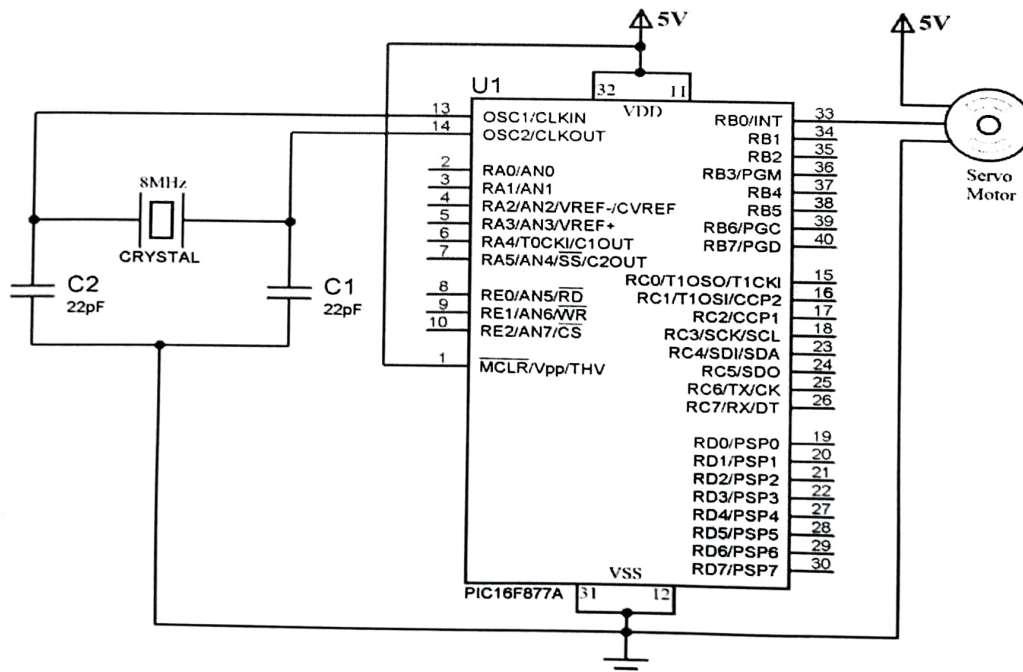 5V
5V
U1
32
11
VDD
13
OSC1/CLKIN
14
OSC2/CLKOUT
2
RA0/AN0
3
RA1/AN1
4
RA2/AN2/VREF-/CVREF
5
RA3/AN3/VREF+
6
RA4/T0CKI/C1OUT
7
RA5/AN4/SS/C2OUT
8
RE0/AN5/RD
9
RE1/AN6/WR
10
RE2/AN7/CS
1
MCLR/Vpp/THV
RB0/INT
33
RB1
34
RB2
35
RB3/PGM
36
RB4
37
RB5
38
RB6/PGC
39
RB7/PGD
40
RC0/T1OSO/T1CKI
15
RC1/T1OSI/CCP2
16
RC2/CCP1
17
RC3/SCK/SCL
18
RC4/SDI/SDA
23
RC5/SDO
24
RC6/TX/CK
25
RC7/RX/DT
26
RD0/PSP0
19
RD1/PSP1
20
RD2/PSP2
21
RD3/PSP3
22
RD4/PSP4
27
RD5/PSP5
28
RD6/PSP6
29
RD7/PSP7
30
VSS
PIC16F877A
31
12
8MHz
CRYSTAL
C2
22pF
C1
22pF
Servo
Motor